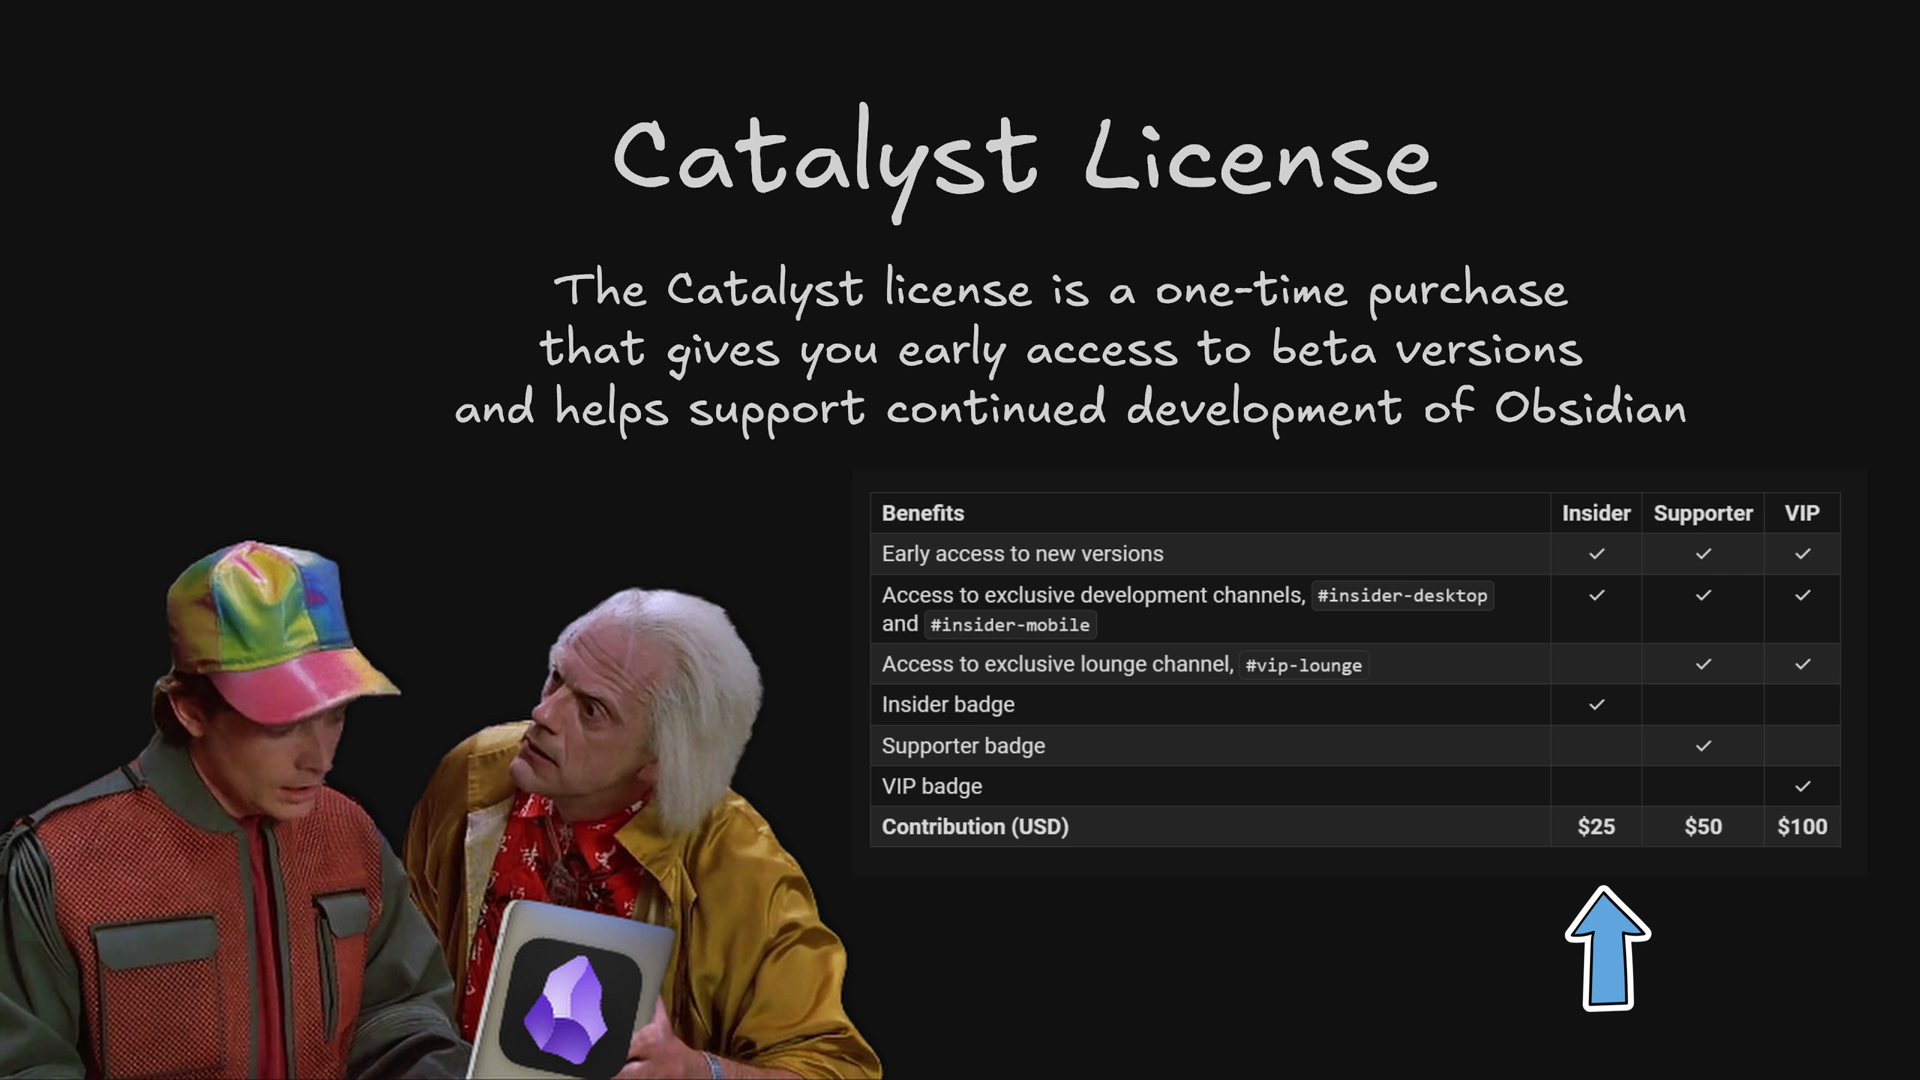 Catalyst License
The Catalyst license is a one-time purchase
that gives you early access to beta versions
and helps support continued development of Obsidian
Benefits Insider Supporter VIP
Early access to new versions ✓ ✓ ✓
Access to exclusive development channels, #insider-desktop ✓ ✓ ✓
and #insider-mobile
Access to exclusive lounge channel, #vip-lounge ✓ ✓
Insider badge ✓
Supporter badge ✓
VIP badge ✓
Contribution (USD) $25 $50 $100